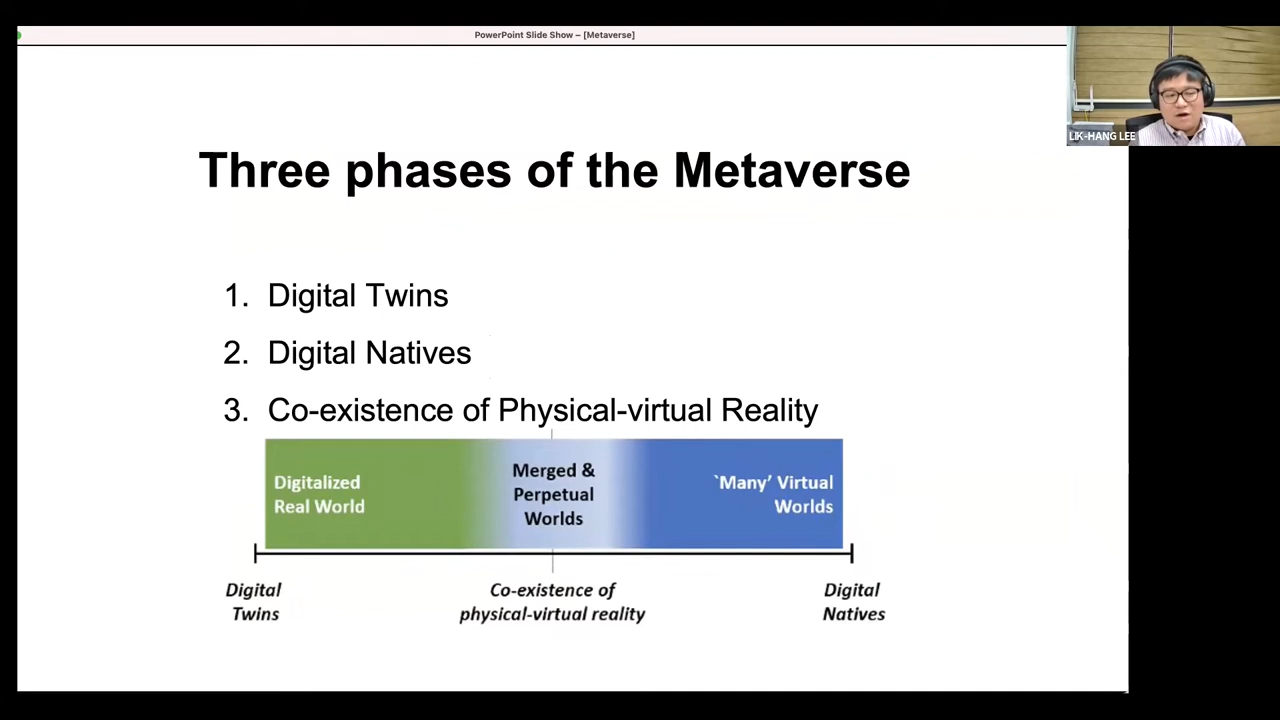 PowerPoint Slide Show – [Metaverse]
LIK-HANG LEE
Three phases of the Metaverse
1. Digital Twins
2. Digital Natives
3. Co-existence of Physical-virtual Reality
Digitalized
Real World
Merged &
Perpetual
Worlds
`Many’ Virtual
Worlds
Digital
Twins
Co-existence of
physical-virtual reality
Digital
Natives